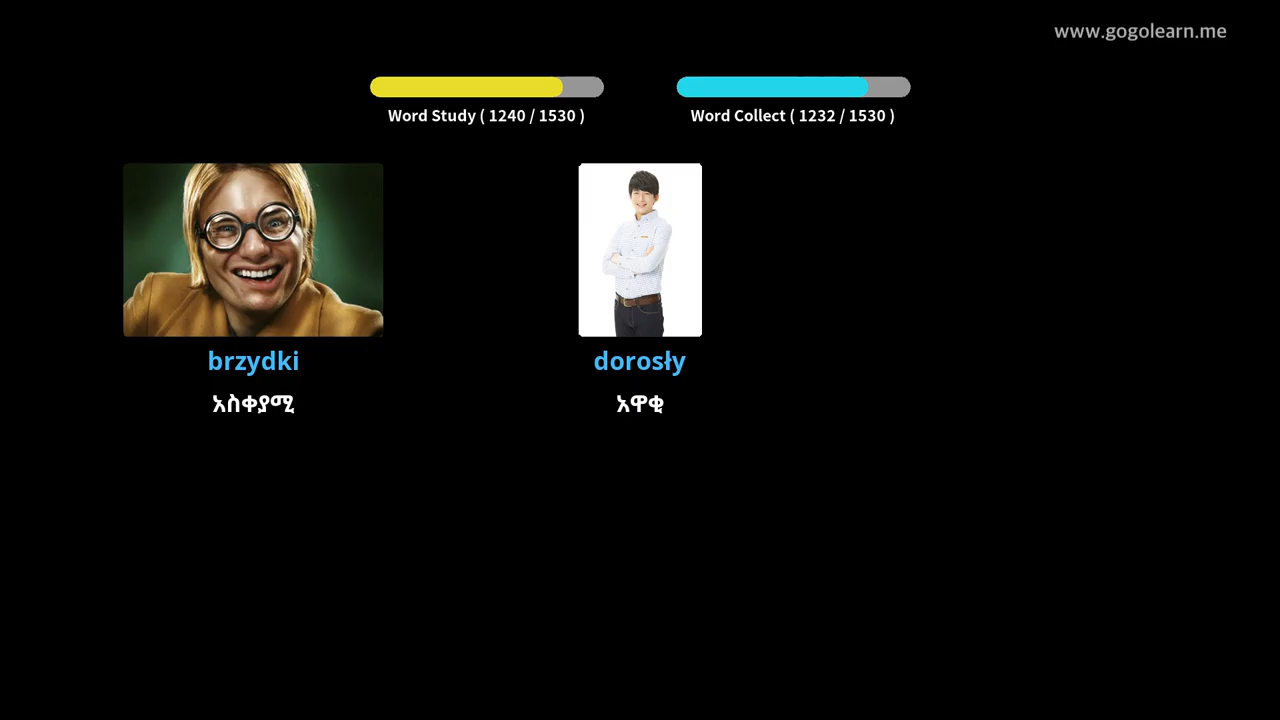 www.gogolearn.me
Word Study ( 1240 / 1530 )
Word Collect ( 1232 / 1530 )
brzydki
dorosły
አስቀያሚ
አዋቂ